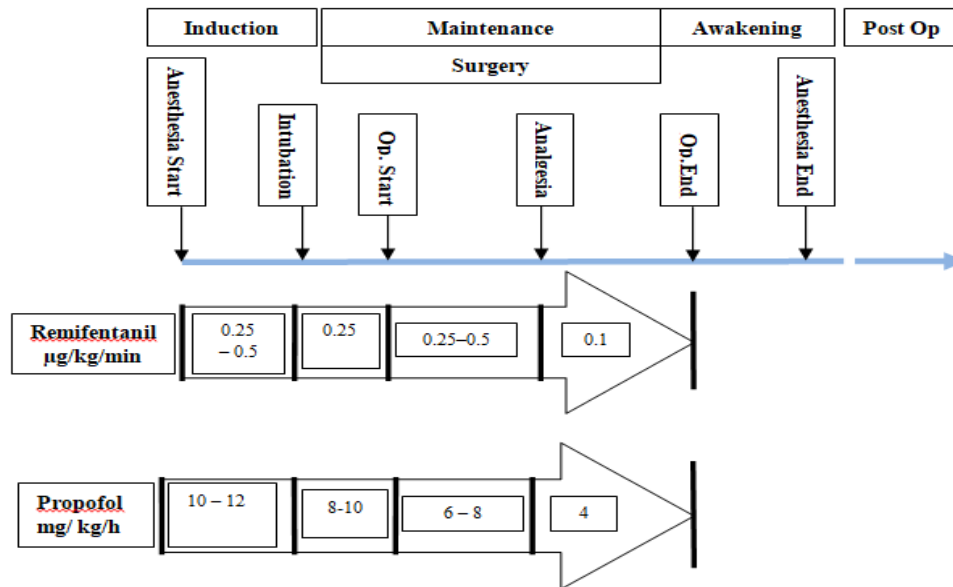 Induction
Maintenance
Awakening
Post Op
Surgery
Anesthesia Start
Intubation
Op. Start
Analgesia
Op.End
Anesthesia End
Remifentanil
µg/kg/min
0.25
– 0.5
0.25
0.25–0.5
0.1
Propofol
mg/ kg/h
10 – 12
8-10
6 – 8
4